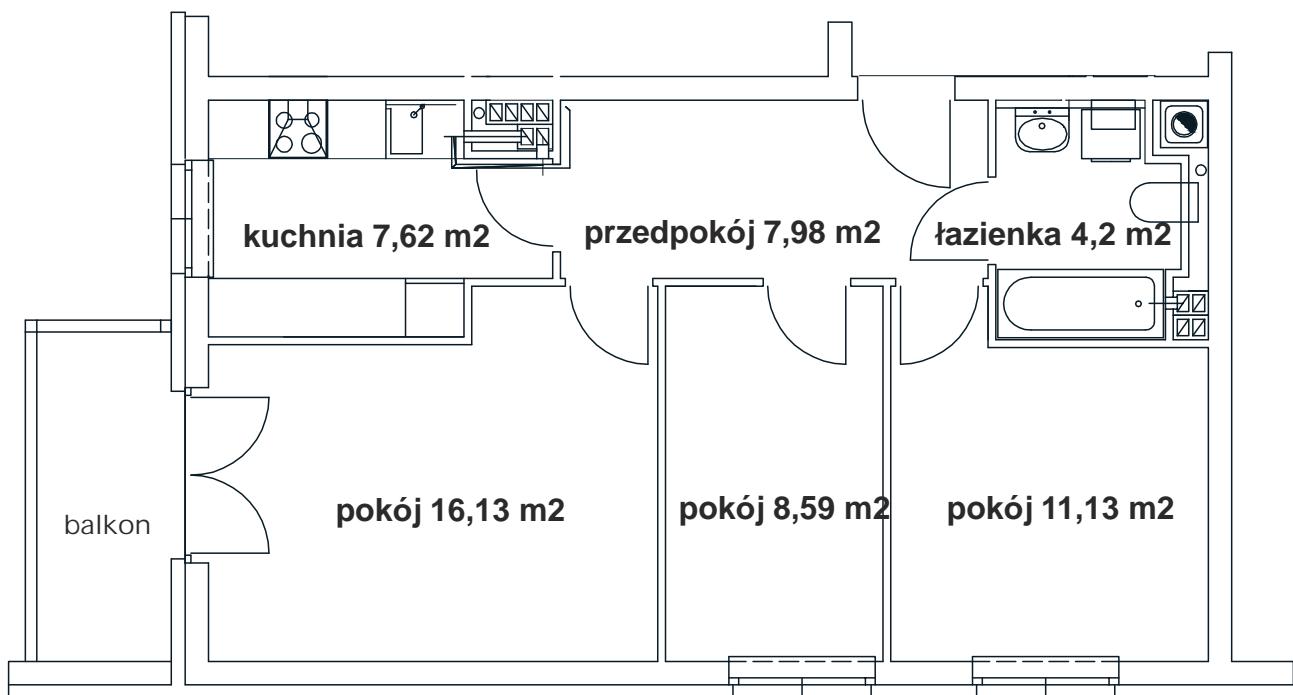 kuchnia 7,62 m2
przedpokój 7,98 m2
łazienka 4,2 m2
pokój 16,13 m2
pokój 8,59 m2
pokój 11,13 m2
balkon